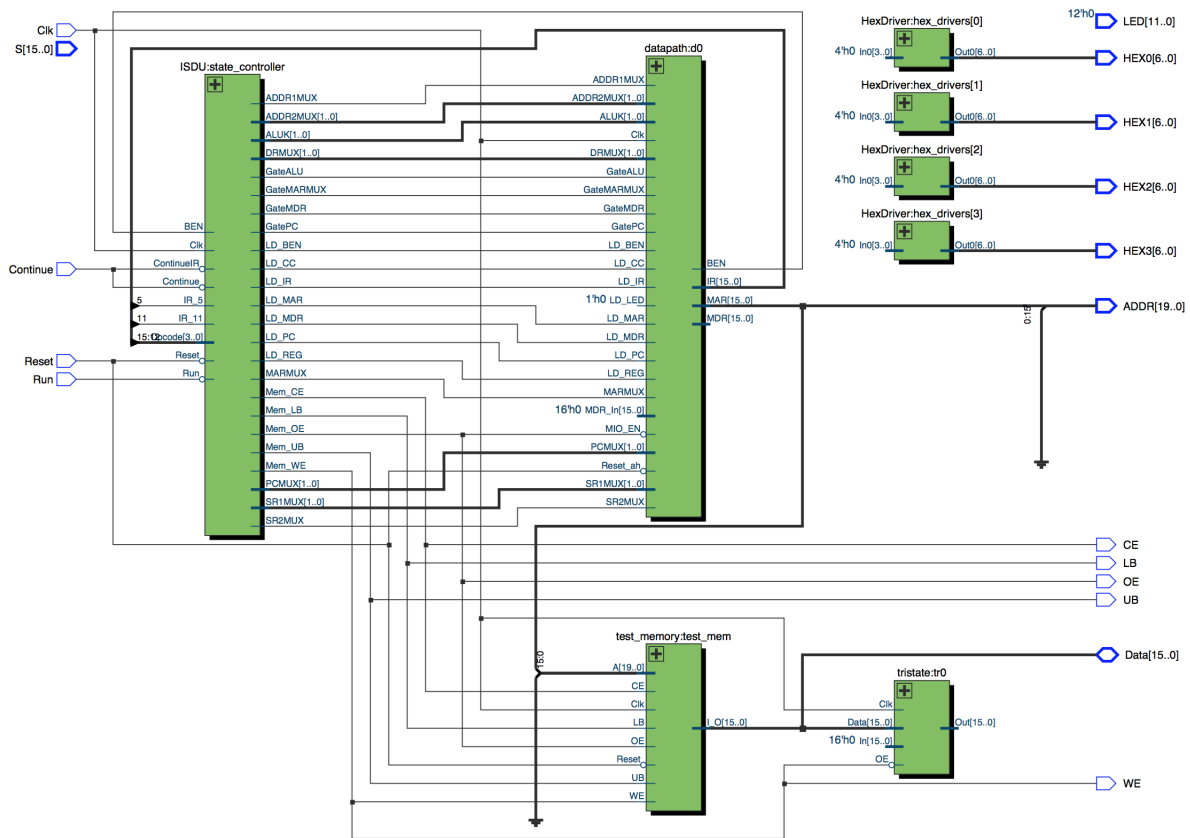 Clk
S[15..0]
Continue
Reset
Run
ISDU:state_controller
BEN
Clk
ContinueIR
Continue
5 IR_5
11 IR_11
15:12 Opcode[3..0]
Reset
Run
ADDR1MUX
ADDR2MUX[1..0]
ALUK[1..0]
DRMUX[1..0]
GateALU
GateMARMUX
GateMDR
GatePC
LD_BEN
LD_CC
LD_IR
LD_MAR
LD_MDR
LD_PC
LD_REG
MARMUX
Mem_CE
Mem_LB
Mem_OE
Mem_UB
Mem_WE
PCMUX[1..0]
SR1MUX[1..0]
SR2MUX
datapath:d0
ADDR1MUX
ADDR2MUX[1..0]
ALUK[1..0]
Clk
DRMUX[1..0]
GateALU
GateMARMUX
GateMDR
GatePC
LD_BEN
LD_CC
LD_IR
1'h0 LD_LED
LD_MAR
LD_MDR
LD_PC
LD_REG
MARMUX
16'h0 MDR_In[15..0]
MIO_EN
PCMUX[1..0]
Reset_ah
SR1MUX[1..0]
SR2MUX
BEN
IR[15..0]
MAR[15..0]
MDR[15..0]
HexDriver:hex_drivers[0]
4'h0 In0[3..0] Out0[6..0]
HexDriver:hex_drivers[1]
4'h0 In0[3..0] Out0[6..0]
HexDriver:hex_drivers[2]
4'h0 In0[3..0] Out0[6..0]
HexDriver:hex_drivers[3]
4'h0 In0[3..0] Out0[6..0]
12'h0 LED[11..0]
HEX0[6..0]
HEX1[6..0]
HEX2[6..0]
HEX3[6..0]
0:15
ADDR[19..0]
CE
LB
OE
UB
test_memory:test_mem
15:0
A[19..0]
CE
Clk
LB
OE
Reset
UB
WE
I_O[15..0]
tristate:tr0
Clk
Data[15..0]
16'h0 In[15..0]
OE
Out[15..0]
Data[15..0]
WE